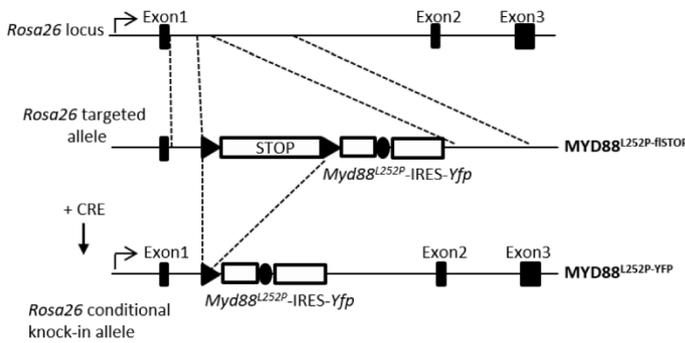 Exon1 Exon2 Exon3
Rosa26 locus
Rosa26 targeted
allele
STOP
MYD88L252P-flSTOP
Myd88L252P-IRES-Yfp
+ CRE
Exon1 Exon2 Exon3
MYD88L252P-YFP
Myd88L252P-IRES-Yfp
Rosa26 conditional
knock-in allele